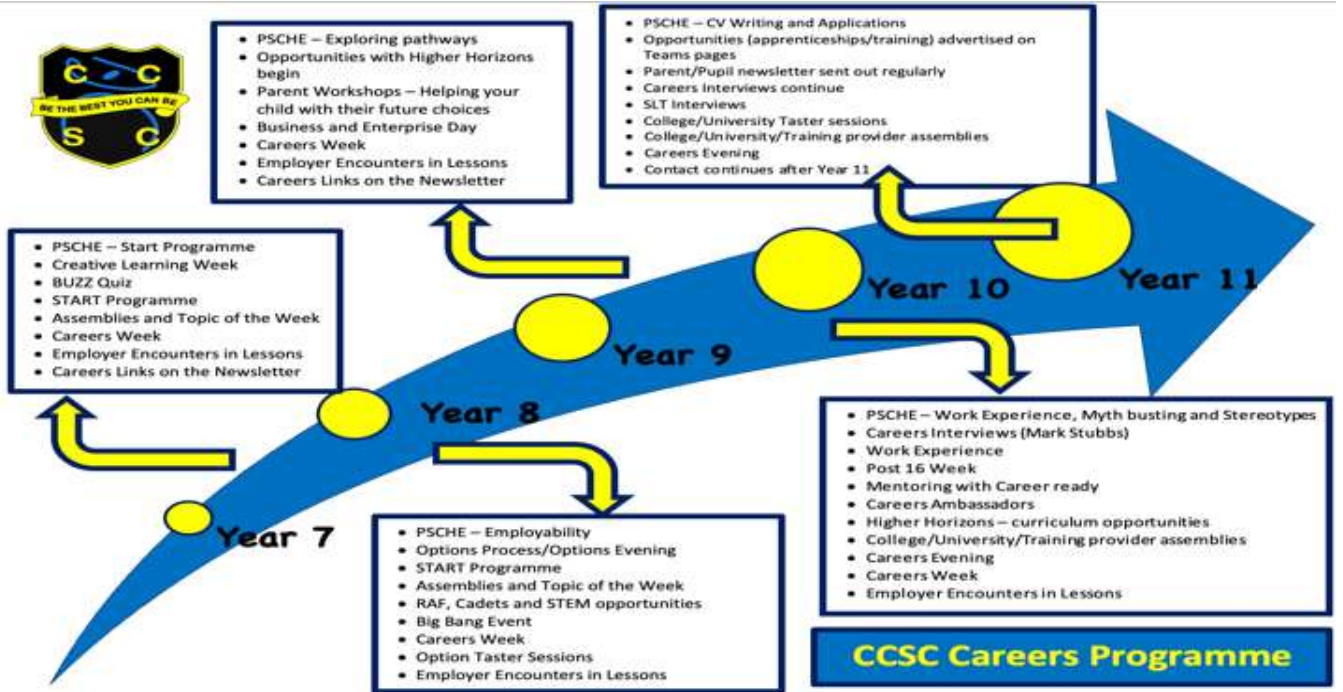 C C
BE THE BEST YOU CAN BE
S C
• PSCHE – Exploring pathways
• Opportunities with Higher Horizons
begin
• Parent Workshops – Helping your
child with their future choices
• Business and Enterprise Day
• Careers Week
• Employer Encounters in Lessons
• Careers Links on the Newsletter
• PSCHE – CV Writing and Applications
• Opportunities (apprenticeships/training) advertised on
Teams pages
• Parent/Pupil newsletter sent out regularly
• Careers Interviews continue
• SLT Interviews
• College/University Taster sessions
• College/University/Training provider assemblies
• Careers Evening
• Contact continues after Year 11
• PSCHE – Start Programme
• Creative Learning Week
• BUZZ Quiz
• START Programme
• Assemblies and Topic of the Week
• Careers Week
• Employer Encounters in Lessons
• Careers Links on the Newsletter
Year 11
Year 10
Year 9
Year 8
Year 7
• PSCHE – Employability
• Options Process/Options Evening
• START Programme
• Assemblies and Topic of the Week
• RAF, Cadets and STEM opportunities
• Big Bang Event
• Careers Week
• Option Taster Sessions
• Employer Encounters in Lessons
• PSCHE – Work Experience, Myth busting and Stereotypes
• Careers Interviews (Mark Stubbs)
• Work Experience
• Post 16 Week
• Mentoring with Career ready
• Careers Ambassadors
• Higher Horizons – curriculum opportunities
• College/University/Training provider assemblies
• Careers Evening
• Careers Week
• Employer Encounters in Lessons
CCSC Careers Programme